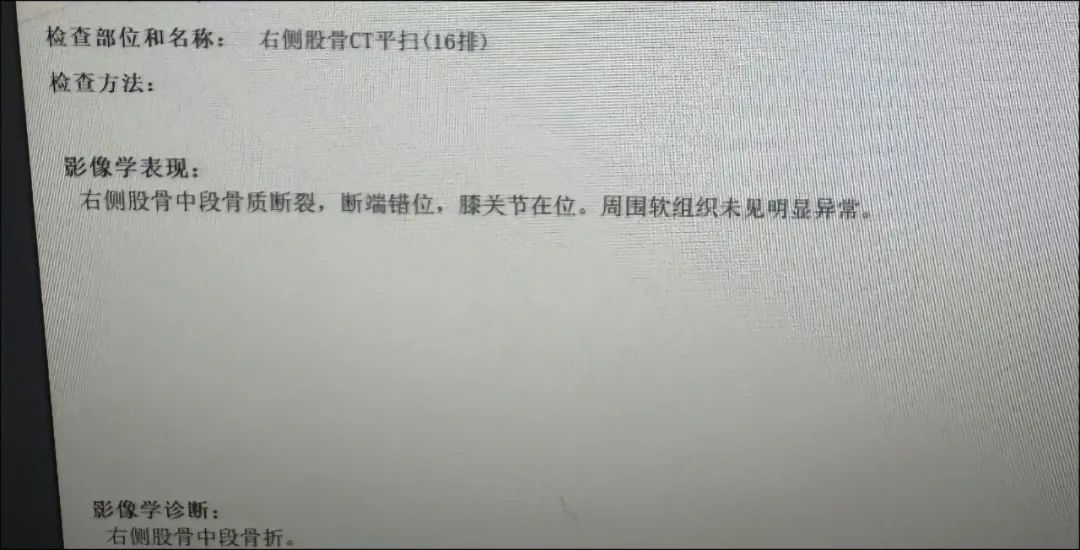 检查部位和名称： 右侧股骨CT平扫(16排)
检查方法：
影像学表现：
右侧股骨中段骨质断裂，断端错位，膝关节在位。周围软组织未见明显异常。
影像学诊断：
右侧股骨中段骨折。